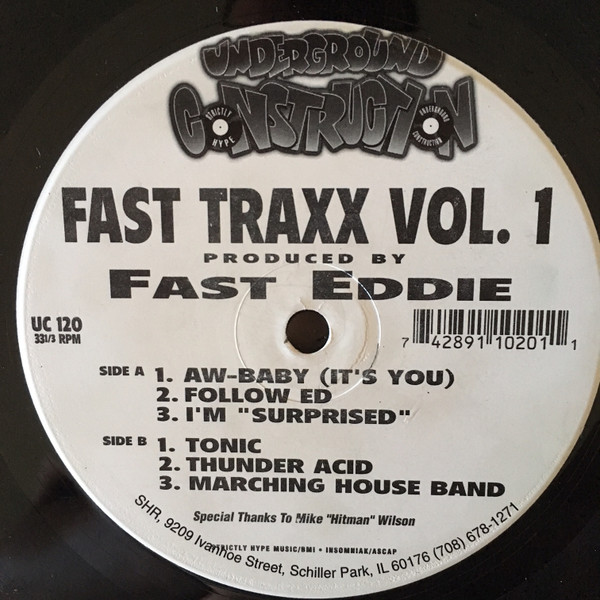 UNDERGROUND
CONSTRUCTION
STRICTLY HYPE
UNDERGROUND CONSTRUCTION
FAST TRAXX VOL. 1
PRODUCED BY
FAST EDDIE
UC 120
33 1/3 RPM
7 42891 10201 1
SIDE A 1. AW-BABY (IT'S YOU)
2. FOLLOW ED
3. I'M "SURPRISED"
SIDE B 1. TONIC
2. THUNDER ACID
3. MARCHING HOUSE BAND
Special Thanks To Mike "Hitman" Wilson
STRICTLY HYPE MUSIC/BMI • INSOMNIAK/ASCAP
SHR, 9209 Ivanhoe Street, Schiller Park, IL 60176 (708) 678-1271